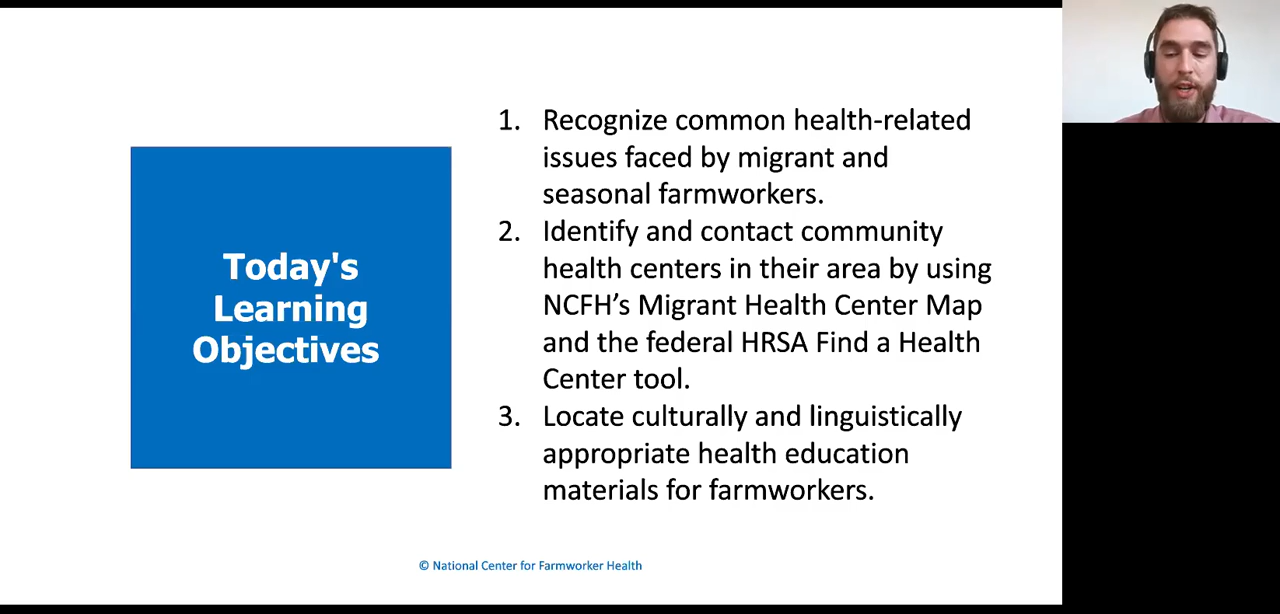 Today's
Learning
Objectives
1. Recognize common health-related
issues faced by migrant and
seasonal farmworkers.
2. Identify and contact community
health centers in their area by using
NCFH’s Migrant Health Center Map
and the federal HRSA Find a Health
Center tool.
3. Locate culturally and linguistically
appropriate health education
materials for farmworkers.
© National Center for Farmworker Health